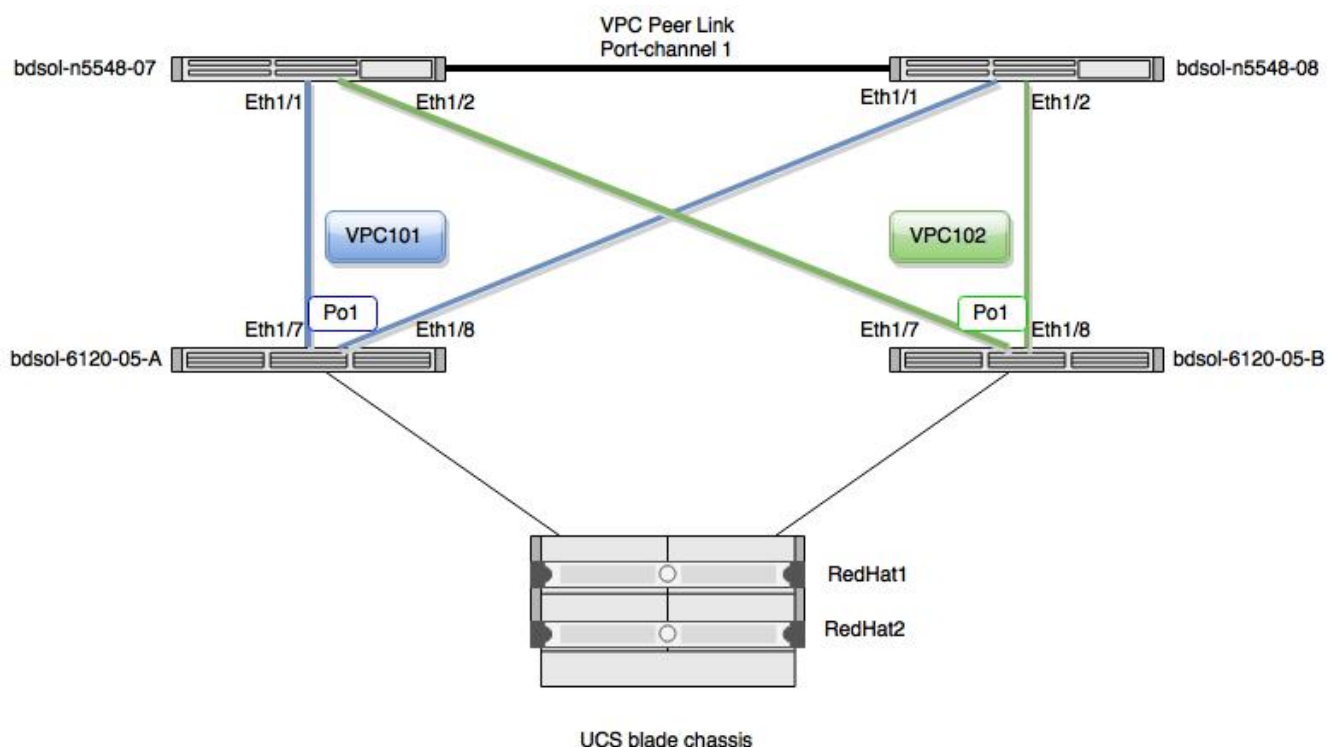 VPC Peer Link
Port-channel 1
bdsol-n5548-07
bdsol-n5548-08
Eth1/1
Eth1/2
Eth1/1
Eth1/2
VPC101
VPC102
Po1
Po1
Eth1/7
Eth1/8
Eth1/7
Eth1/8
bdsol-6120-05-A
bdsol-6120-05-B
RedHat1
RedHat2
UCS blade chassis